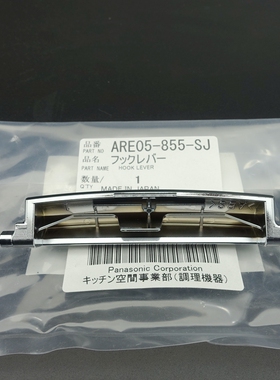 品番 ARE05-855-SJ
PART NO
品名 フックレバー
PART NAME HOOK LEVER
数量/ 1
QTY MADE IN JAPAN
Panasonic Corporation
キッチン空間事業部(調理機器)